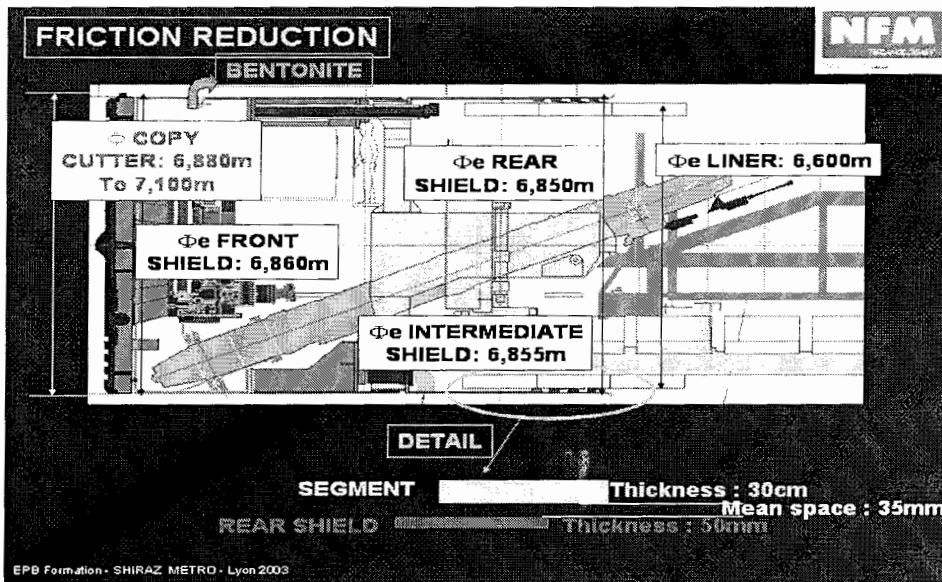 FRICTION REDUCTION
NFM
TECHNOLOGY
BENTONITE
Φ COPY
CUTTER: 6,880m
To 7,100m
Φe REAR
SHIELD: 6,850m
Φe LINER: 6,600m
Φe FRONT
SHIELD: 6,860m
Φe INTERMEDIATE
SHIELD: 6,855m
DETAIL
SEGMENT
Thickness : 30cm
Mean space : 35mm
REAR SHIELD
Thickness : 50mm
EPB Formation - SHIRAZ METRO - Lyon 2003